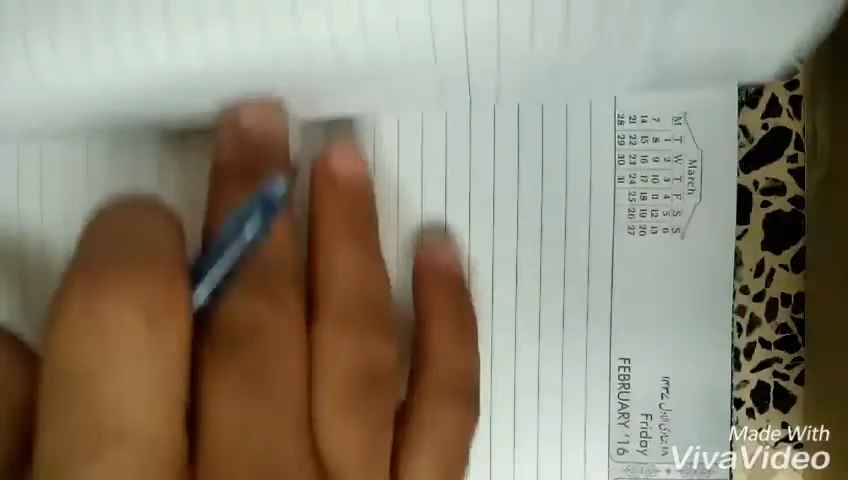 March
M T W T F S S
1 2 3 4 5 6
7 8 9 10 11 12 13
14 15 16 17 18 19 20
21 22 23 24 25 26 27
28 29 30 31
Friday
FEBRUARY '16
Made With
VivaVideo